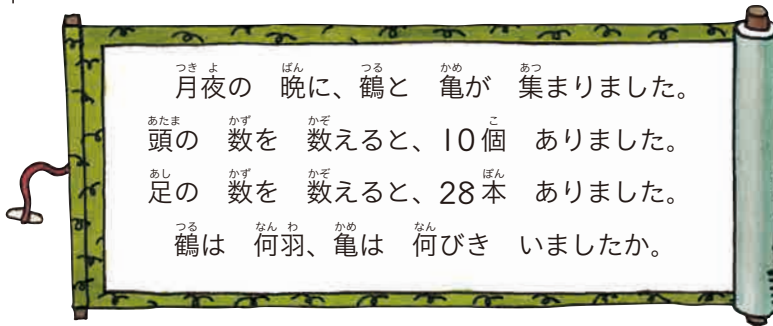 月夜の 晩に、鶴と 亀が 集まりました。
頭の 数を 数えると、10個 ありました。
足の 数を 数えると、28本 ありました。
鶴は 何羽、亀は 何びき いましたか。